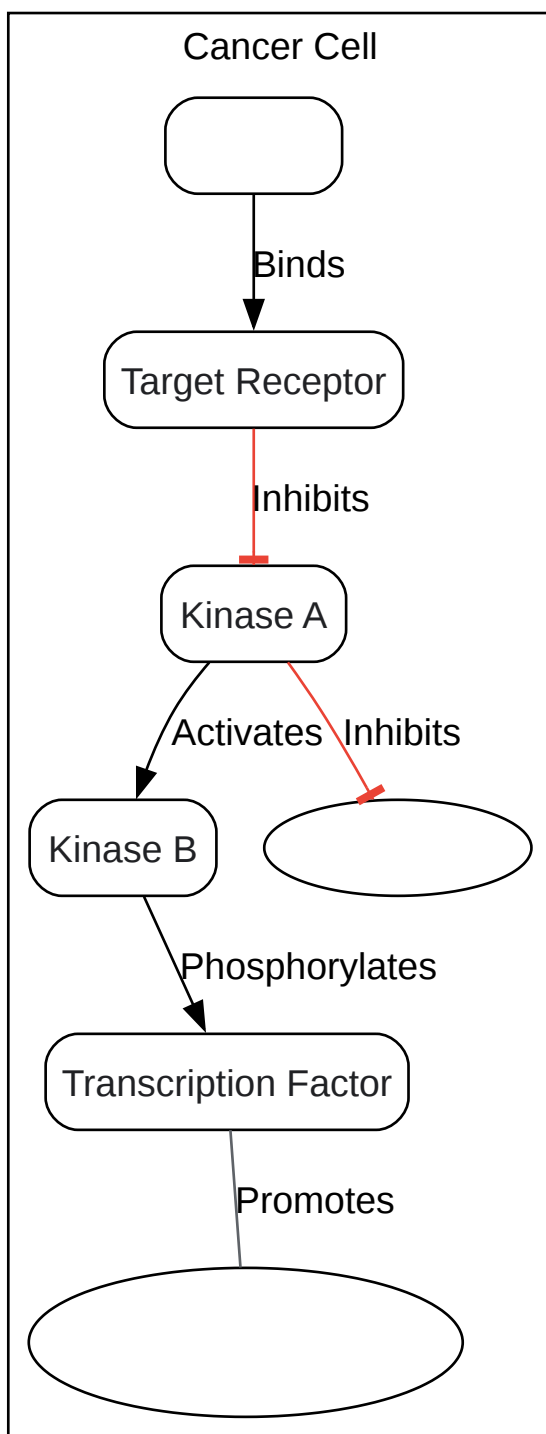 Cancer Cell
Binds
Target Receptor
Inhibits
Kinase A
Activates
Inhibits
Kinase B
Phosphorylates
Transcription Factor
Promotes